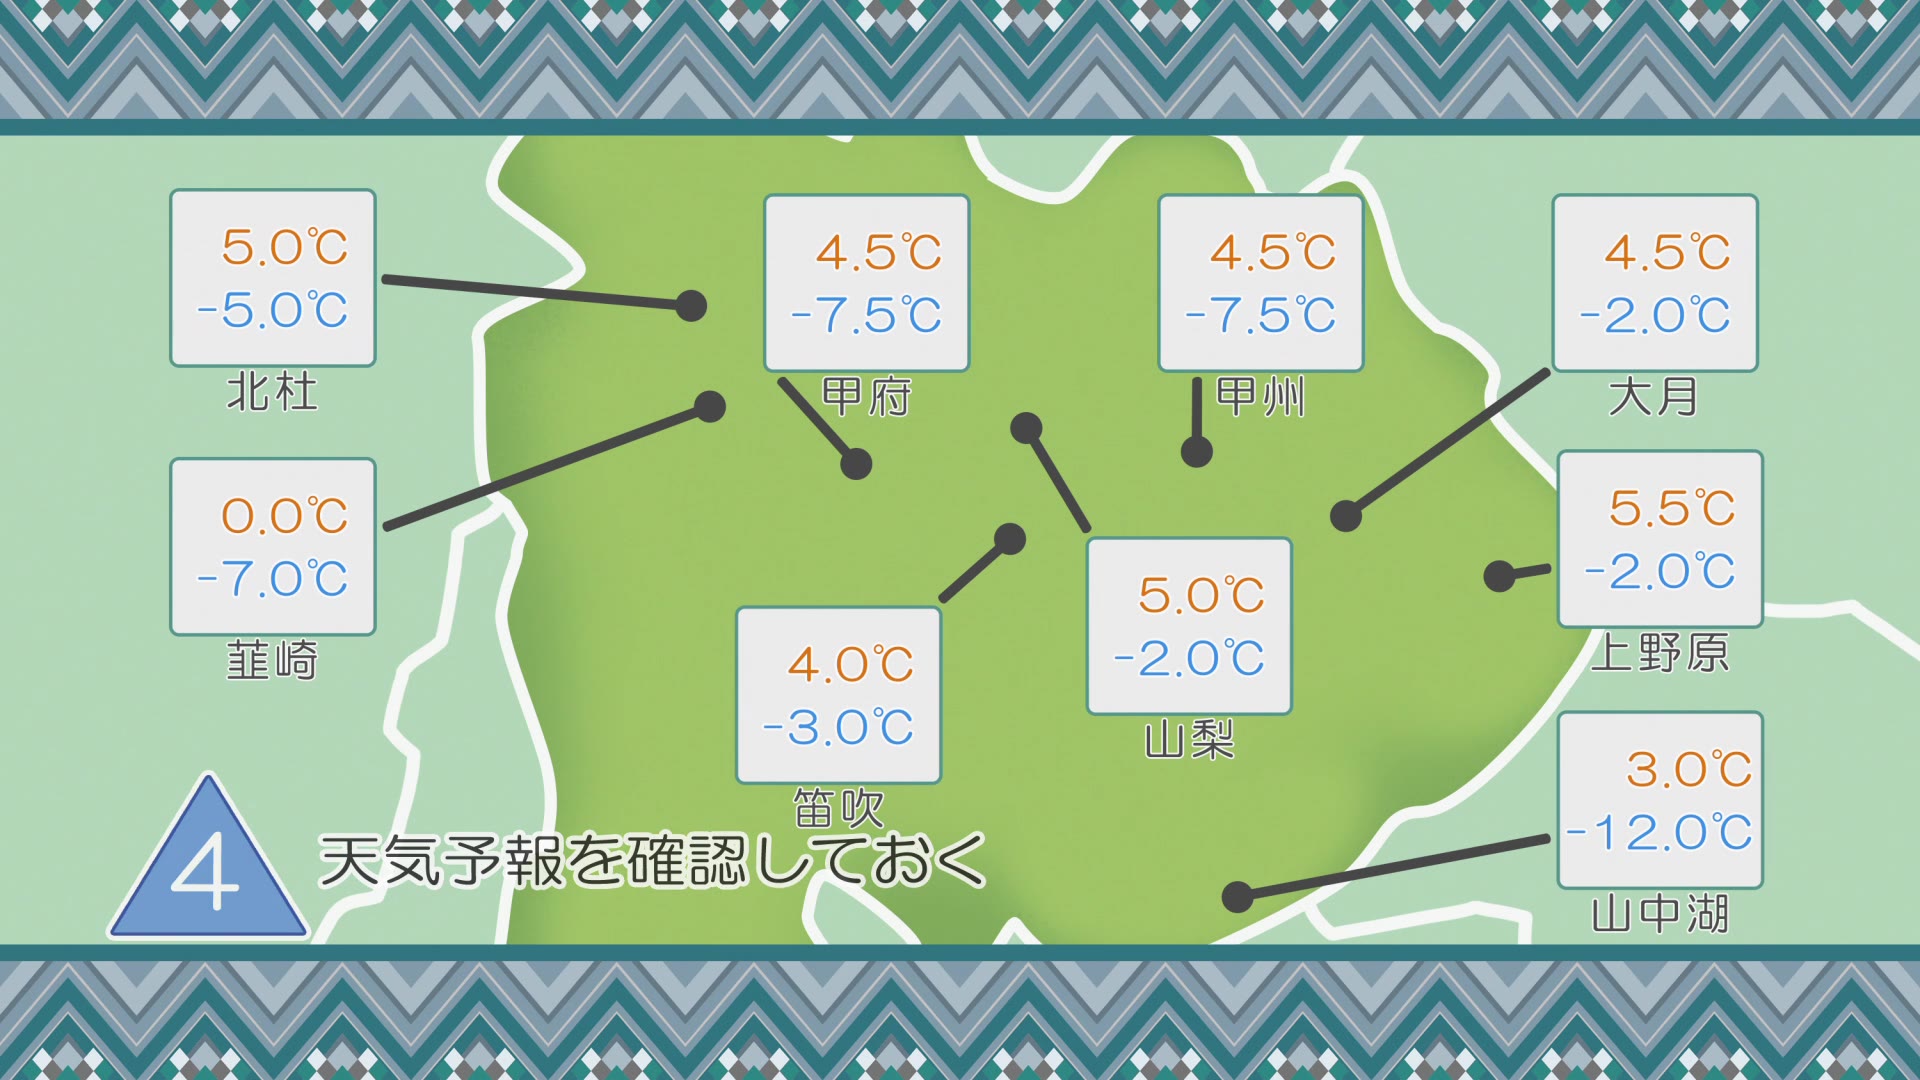 5.0℃
-5.0℃
北杜
4.5℃
-7.5℃
甲府
4.5℃
-7.5℃
甲州
4.5℃
-2.0℃
大月
0.0℃
-7.0℃
韮崎
5.5℃
-2.0℃
上野原
4.0℃
-3.0℃
笛吹
5.0℃
-2.0℃
山梨
3.0℃
-12.0℃
山中湖
4
天気予報を確認しておく